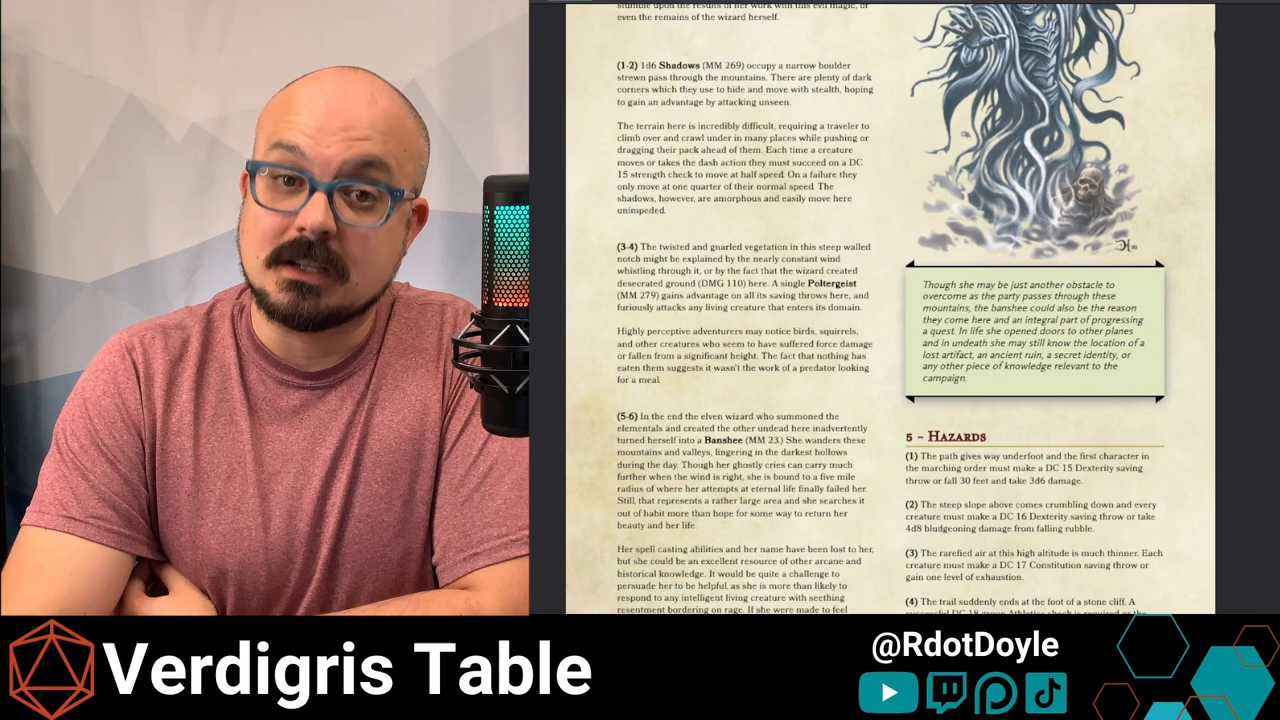 stumble upon the results of her work with this evil magic, or
even the remains of the wizard herself.
(1-2) 1d6 Shadows (MM 269) occupy a narrow boulder
strewn pass through the mountains. There are plenty of dark
corners which they use to hide and move with stealth, hoping
to gain an advantage by attacking unseen.
The terrain here is incredibly difficult, requiring a traveler to
climb over and crawl under in many places while pushing or
dragging their pack ahead of them. Each time a creature
moves or takes the dash action they must succeed on a DC
15 strength check to move at half speed. On a failure they
only move at one quarter of their normal speed. The
shadows, however, are amorphous and easily move here
unimpeded.
(3-4) The twisted and gnarled vegetation in this steep walled
notch might be explained by the nearly constant wind
whistling through it, or by the fact that the wizard created
desecrated ground (DMG 110) here. A single Poltergeist
(MM 279) gains advantage on all its saving throws here, and
furiously attacks any living creature that enters its domain.
Highly perceptive adventurers may notice birds, squirrels,
and other creatures who seem to have suffered force damage
or fallen from a significant height. The fact that nothing has
eaten them suggests it wasn't the work of a predator looking
for a meal.
(5-6) In the end the elven wizard who summoned the
elementals and created the other undead here inadvertently
turned herself into a Banshee (MM 23.) She wanders these
mountains and valleys, lingering in the darkest hollows
during the day. Though her ghostly cries can carry much
further when the wind is right, she is bound to a five mile
radius of where her attempts at eternal life finally failed her.
Still, that represents a rather large area and she searches it
out of habit more than hope for some way to return her
beauty and her life.
Her spell casting abilities and her name have been lost to her,
but she could be an excellent resource of other arcane and
historical knowledge. It would be quite a challenge to
persuade her to be helpful, as she is more than likely to
respond to any intelligent living creature with seething
resentment bordering on rage. If she were made to feel
Though she may be just another obstacle to
overcome as the party passes through these
mountains, the banshee could also be the reason
they come here and an integral part of progressing
a quest. In life she opened doors to other planes
and in undeath she may still know the location of a
lost artifact, an ancient ruin, a secret identity, or
any other piece of knowledge relevant to the
campaign.
5 - Hazards
(1) The path gives way underfoot and the first character in
the marching order must make a DC 15 Dexterity saving
throw or fall 30 feet and take 3d6 damage.
(2) The steep slope above comes crumbling down and every
creature must make a DC 16 Dexterity saving throw or take
4d8 bludgeoning damage from falling rubble.
(3) The rarefied air at this high altitude is much thinner. Each
creature must make a DC 17 Constitution saving throw or
gain one level of exhaustion.
(4) The trail suddenly ends at the foot of a stone cliff. A
successful DC 18 group Athletics check is required or the
Verdigris Table
@RdotDoyle